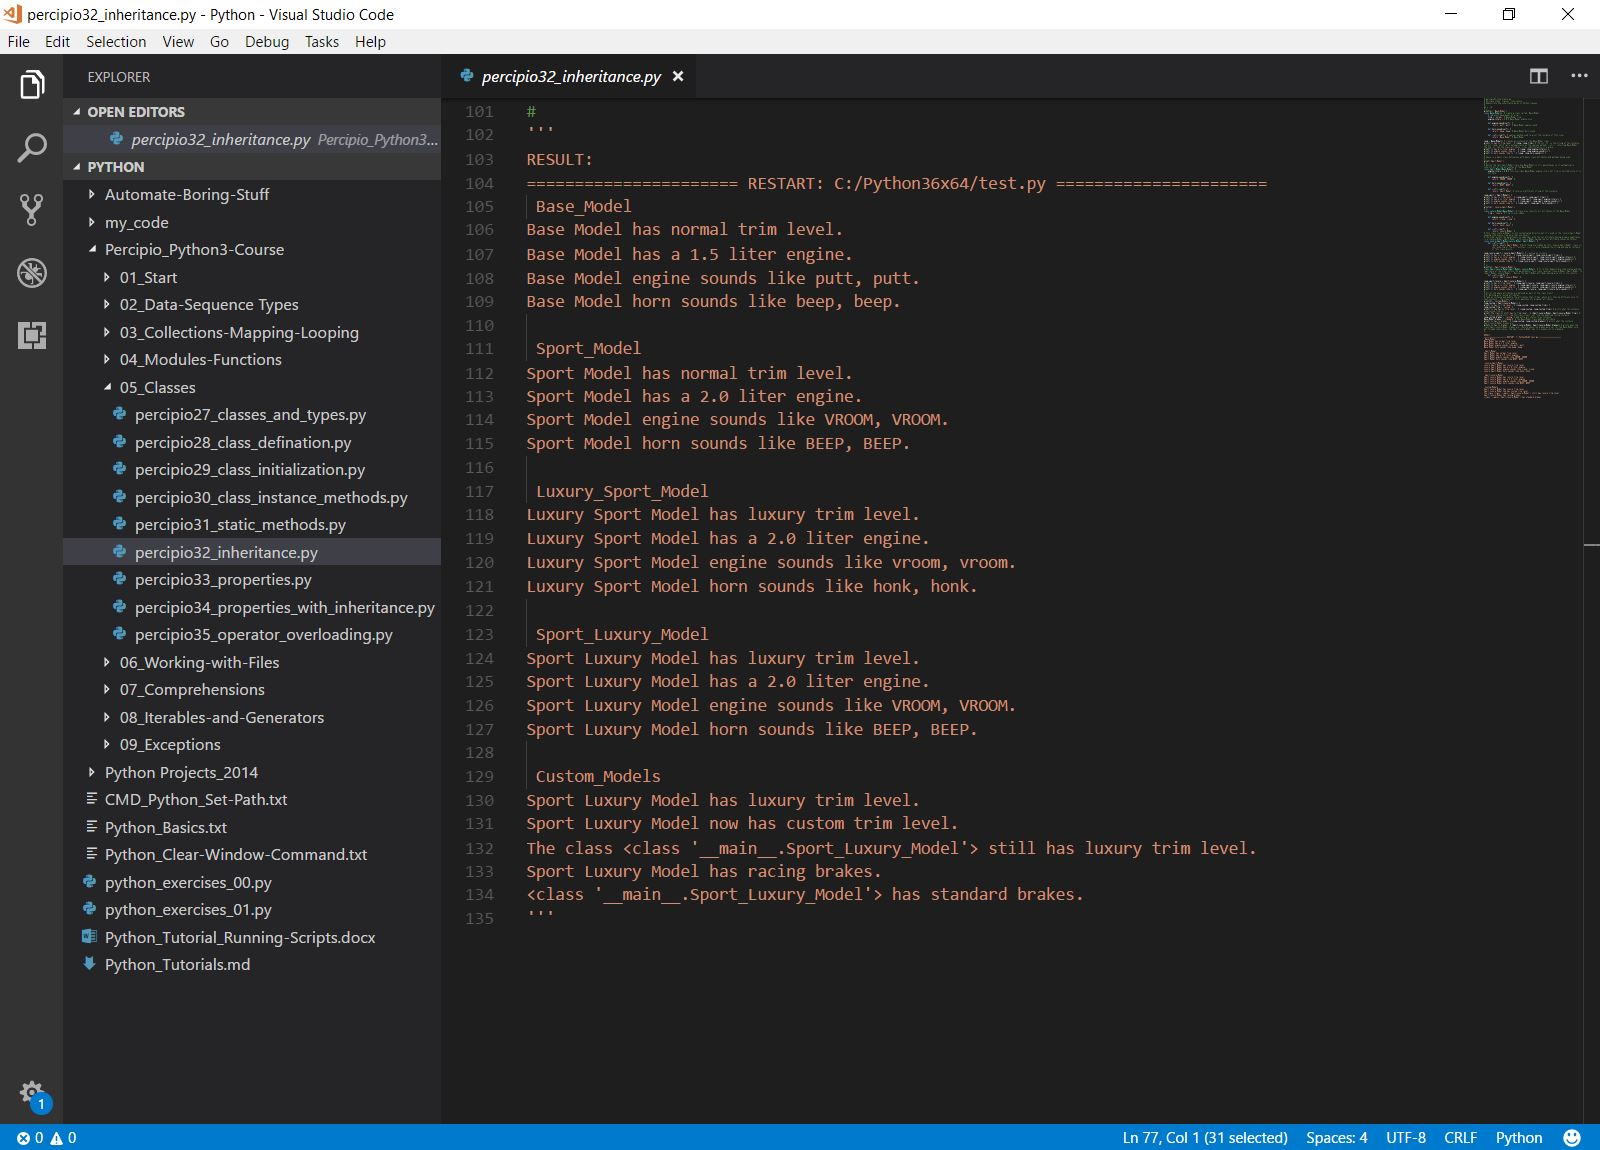 percipio32_inheritance.py - Python - Visual Studio Code
File Edit Selection View Go Debug Tasks Help
EXPLORER
OPEN EDITORS
percipio32_inheritance.py Percipio_Python3...
PYTHON
Automate-Boring-Stuff
my_code
Percipio_Python3-Course
01_Start
02_Data-Sequence Types
03_Collections-Mapping-Looping
04_Modules-Functions
05_Classes
percipio27_classes_and_types.py
percipio28_class_defination.py
percipio29_class_initialization.py
percipio30_class_instance_methods.py
percipio31_static_methods.py
percipio32_inheritance.py
percipio33_properties.py
percipio34_properties_with_inheritance.py
percipio35_operator_overloading.py
06_Working-with-Files
07_Comprehensions
08_Iterables-and-Generators
09_Exceptions
Python Projects_2014
CMD_Python_Set-Path.txt
Python_Basics.txt
Python_Clear-Window-Command.txt
python_exercises_00.py
python_exercises_01.py
Python_Tutorial_Running-Scripts.docx
Python_Tutorials.md
1
percipio32_inheritance.py
101 #
102 '''
103 RESULT:
104 ====================== RESTART: C:/Python36x64/test.py ======================
105 Base_Model
106 Base Model has normal trim level.
107 Base Model has a 1.5 liter engine.
108 Base Model engine sounds like putt, putt.
109 Base Model horn sounds like beep, beep.
110
111 Sport_Model
112 Sport Model has normal trim level.
113 Sport Model has a 2.0 liter engine.
114 Sport Model engine sounds like VROOM, VROOM.
115 Sport Model horn sounds like BEEP, BEEP.
116
117 Luxury_Sport_Model
118 Luxury Sport Model has luxury trim level.
119 Luxury Sport Model has a 2.0 liter engine.
120 Luxury Sport Model engine sounds like vroom, vroom.
121 Luxury Sport Model horn sounds like honk, honk.
122
123 Sport_Luxury_Model
124 Sport Luxury Model has luxury trim level.
125 Sport Luxury Model has a 2.0 liter engine.
126 Sport Luxury Model engine sounds like VROOM, VROOM.
127 Sport Luxury Model horn sounds like BEEP, BEEP.
128
129 Custom_Models
130 Sport Luxury Model has luxury trim level.
131 Sport Luxury Model now has custom trim level.
132 The class <class '__main__.Sport_Luxury_Model'> still has luxury trim level.
133 Sport Luxury Model has racing brakes.
134 <class '__main__.Sport_Luxury_Model'> has standard brakes.
135 '''
0 0
Ln 77, Col 1 (31 selected) Spaces: 4 UTF-8 CRLF Python